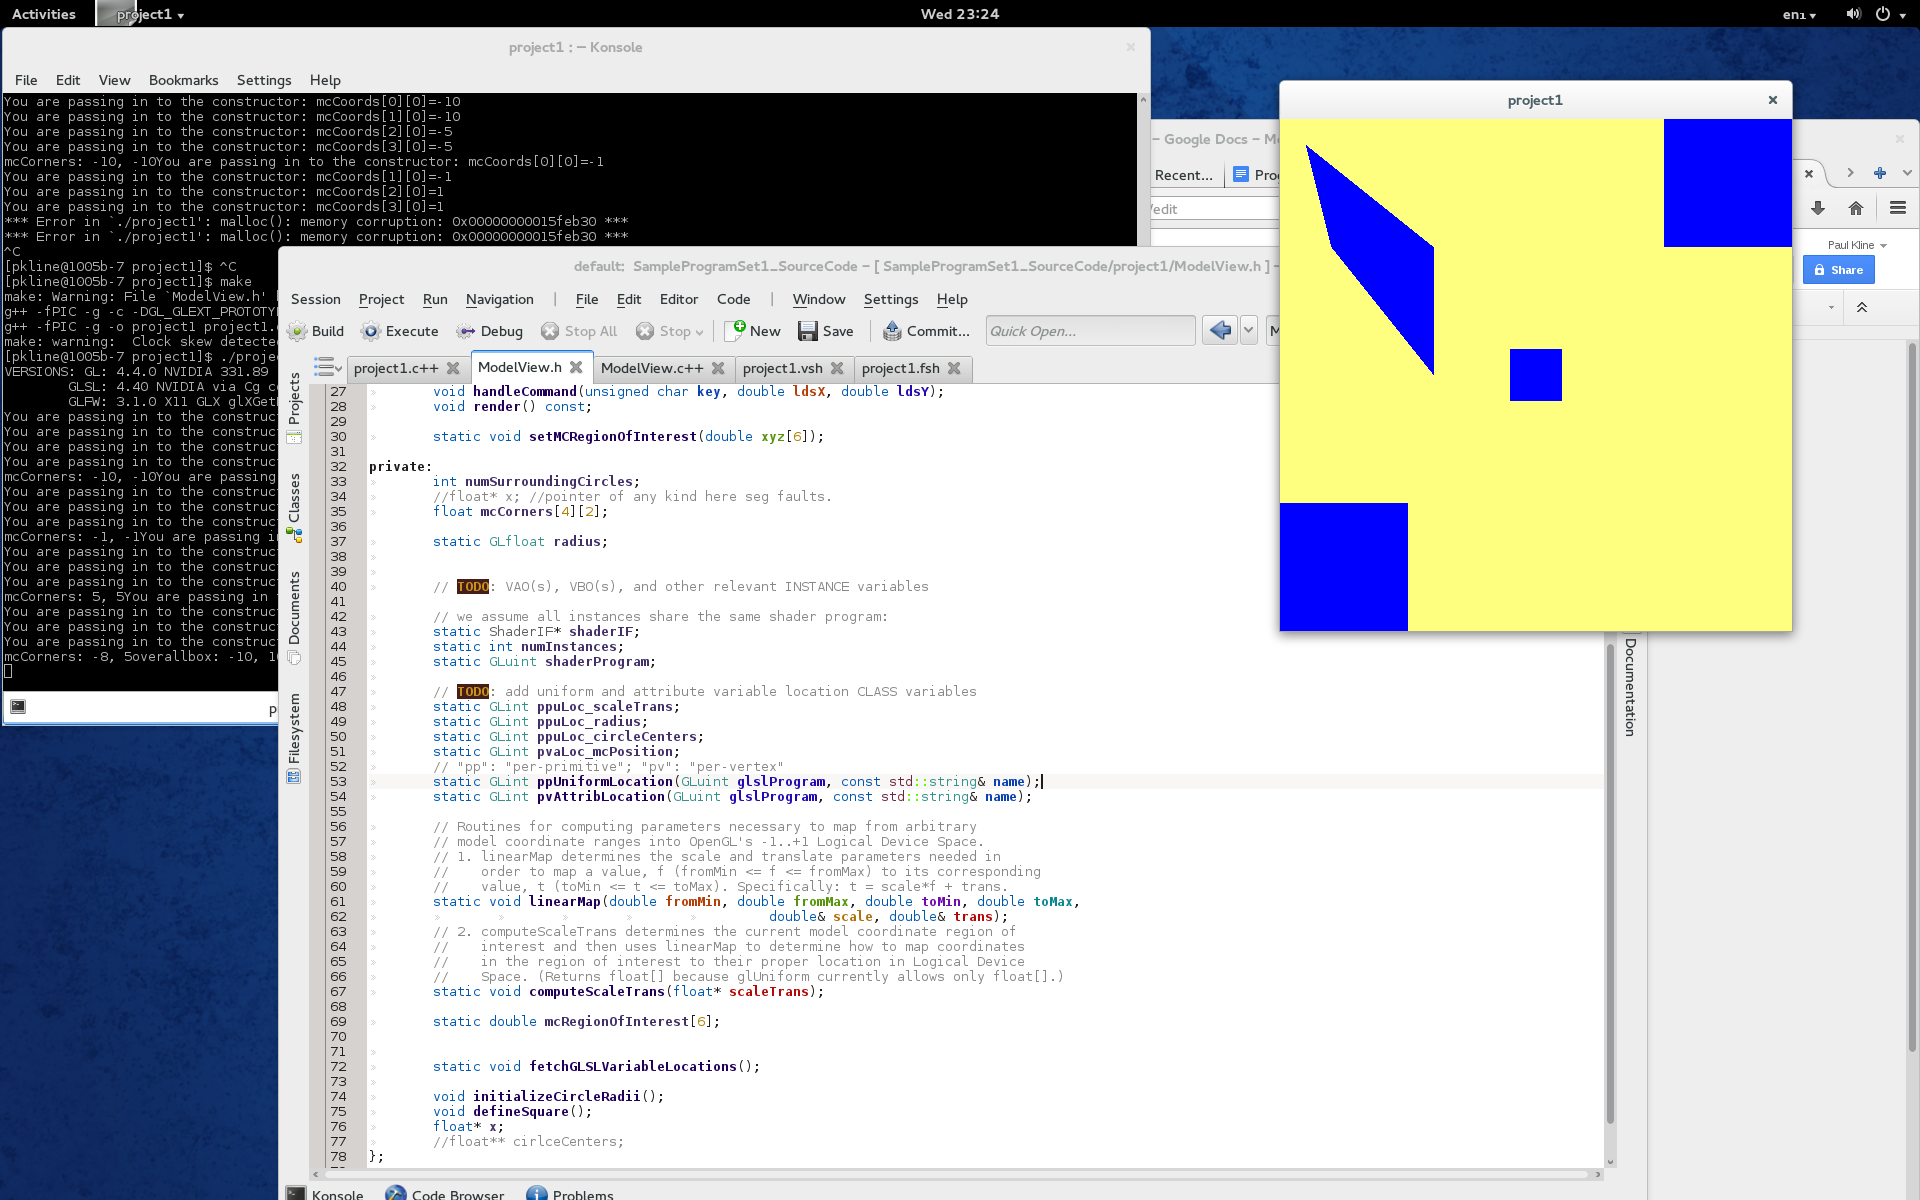 Activities project1 Wed 23:24 en1
project1 : – Konsole
File Edit View Bookmarks Settings Help
You are passing in to the constructor: mcCoords[0][0]=-10
You are passing in to the constructor: mcCoords[1][0]=-10
You are passing in to the constructor: mcCoords[2][0]=-5
You are passing in to the constructor: mcCoords[3][0]=-5
mcCorners: -10, -10You are passing in to the constructor: mcCoords[0][0]=-1
You are passing in to the constructor: mcCoords[1][0]=-1
You are passing in to the constructor: mcCoords[2][0]=1
You are passing in to the constructor: mcCoords[3][0]=1
*** Error in `./project1': malloc(): memory corruption: 0x00000000015feb30 ***
*** Error in `./project1': malloc(): memory corruption: 0x00000000015feb30 ***
^C
[pkline@1005b-7 project1]$ ^C
[pkline@1005b-7 project1]$ make
make: Warning: File `ModelView.h'
g++ -fPIC -g -c -DGL_GLEXT_PROTOTY
g++ -fPIC -g -o project1 project1.
make: warning:  Clock skew detecte
[pkline@1005b-7 project1]$ ./proje
VERSIONS: GL: 4.4.0 NVIDIA 331.89
GLSL: 4.40 NVIDIA via Cg c
GLFW: 3.1.0 X11 GLX glXGet
You are passing in to the construc
You are passing in to the construc
You are passing in to the construc
You are passing in to the construc
mcCorners: -10, -10You are passing
You are passing in to the construc
You are passing in to the construc
You are passing in to the construc
mcCorners: -1, -1You are passing i
You are passing in to the construc
You are passing in to the construc
You are passing in to the construc
mcCorners: 5, 5You are passing in
You are passing in to the construc
You are passing in to the construc
You are passing in to the construc
mcCorners: -8, 5overallbox: -10, 1
p
project1
– Google Docs – Mo
Recent... Pro
/edit
Paul Kline
Share
default: SampleProgramSet1_SourceCode – [ SampleProgramSet1_SourceCode/project1/ModelView.h ] –
Session Project Run Navigation | File Edit Editor Code | Window Settings Help
Build Execute Debug Stop All Stop New Save Commit... Quick Open... M
project1.c++ ModelView.h ModelView.c++ project1.vsh project1.fsh
Projects
Classes
Documents
Filesystem
Documentation
27 void handleCommand(unsigned char key, double ldsX, double ldsY);
28 void render() const;
29
30 static void setMCRegionOfInterest(double xyz[6]);
31
32 private:
33 int numSurroundingCircles;
34 //float* x; //pointer of any kind here seg faults.
35 float mcCorners[4][2];
36
37 static GLfloat radius;
38
39
40 // TODO: VAO(s), VBO(s), and other relevant INSTANCE variables
41
42 // we assume all instances share the same shader program:
43 static ShaderIF* shaderIF;
44 static int numInstances;
45 static GLuint shaderProgram;
46
47 // TODO: add uniform and attribute variable location CLASS variables
48 static GLint ppuLoc_scaleTrans;
49 static GLint ppuLoc_radius;
50 static GLint ppuLoc_circleCenters;
51 static GLint pvaLoc_mcPosition;
52 // "pp": "per-primitive"; "pv": "per-vertex"
53 static GLint ppUniformLocation(GLuint glslProgram, const std::string& name);
54 static GLint pvAttribLocation(GLuint glslProgram, const std::string& name);
55
56 // Routines for computing parameters necessary to map from arbitrary
57 // model coordinate ranges into OpenGL's -1..+1 Logical Device Space.
58 // 1. linearMap determines the scale and translate parameters needed in
59 //    order to map a value, f (fromMin <= f <= fromMax) to its corresponding
60 //    value, t (toMin <= t <= toMax). Specifically: t = scale*f + trans.
61 static void linearMap(double fromMin, double fromMax, double toMin, double toMax,
62 double& scale, double& trans);
63 // 2. computeScaleTrans determines the current model coordinate region of
64 //    interest and then uses linearMap to determine how to map coordinates
65 //    in the region of interest to their proper location in Logical Device
66 //    Space. (Returns float[] because glUniform currently allows only float[].)
67 static void computeScaleTrans(float* scaleTrans);
68
69 static double mcRegionOfInterest[6];
70
71
72 static void fetchGLSLVariableLocations();
73
74 void initializeCircleRadii();
75 void defineSquare();
76 float* x;
77 //float** cirlceCenters;
78 };
Konsole Code Browser Problems